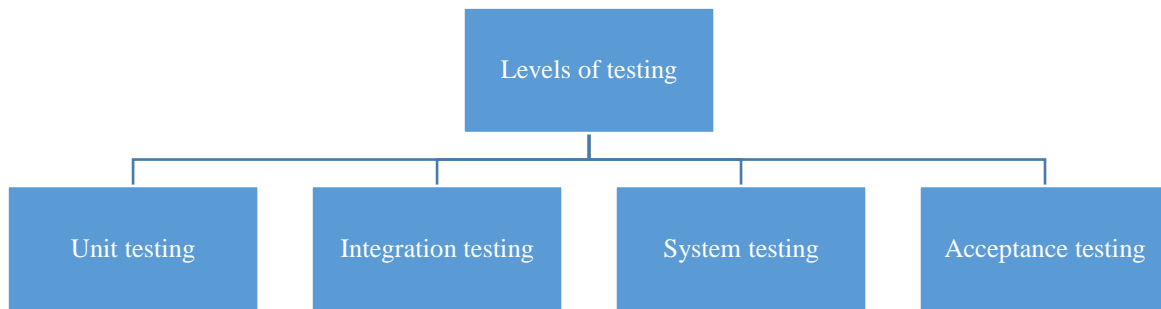 Levels of testing
Unit testing
Integration testing
System testing
Acceptance testing